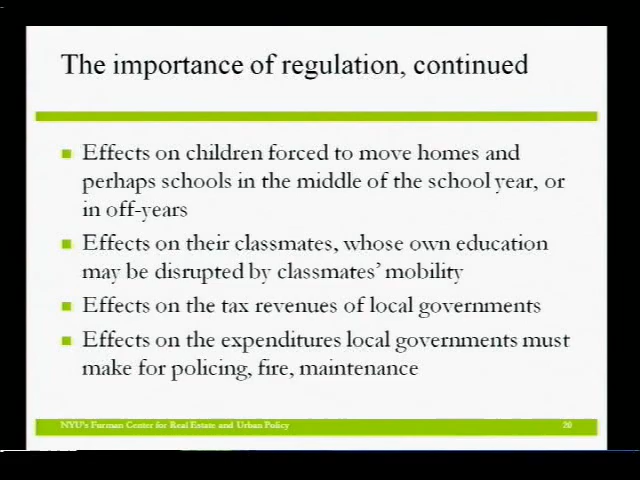 The importance of regulation, continued
Effects on children forced to move homes and
perhaps schools in the middle of the school year, or
in off-years
Effects on their classmates, whose own education
may be disrupted by classmates' mobility
Effects on the tax revenues of local governments
Effects on the expenditures local governments must
make for policing, fire, maintenance
NYU's Furman Center for Real Estate and Urban Policy
20